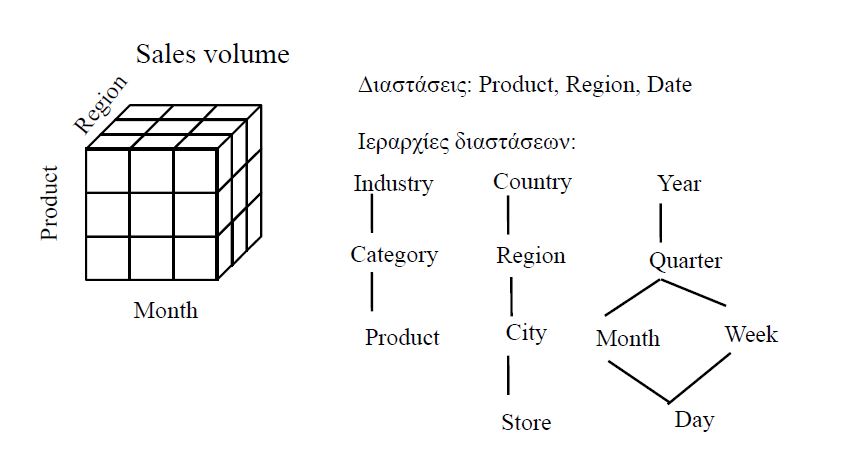 Sales volume
Region
Product
Month
Διαστάσεις: Product, Region, Date
Ιεραρχίες διαστάσεων:
Industry Country Year
Category Region Quarter
Product City Month Week
Store Day